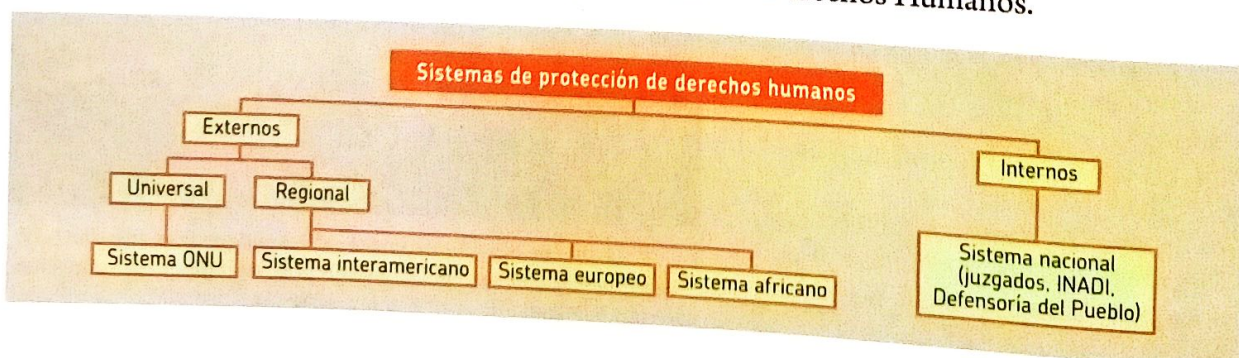 Humanos.
Sistemas de protección de derechos humanos
Externos
Internos
Universal
Regional
Sistema ONU
Sistema interamericano
Sistema europeo
Sistema africano
Sistema nacional
(juzgados, INADI,
Defensoría del Pueblo)